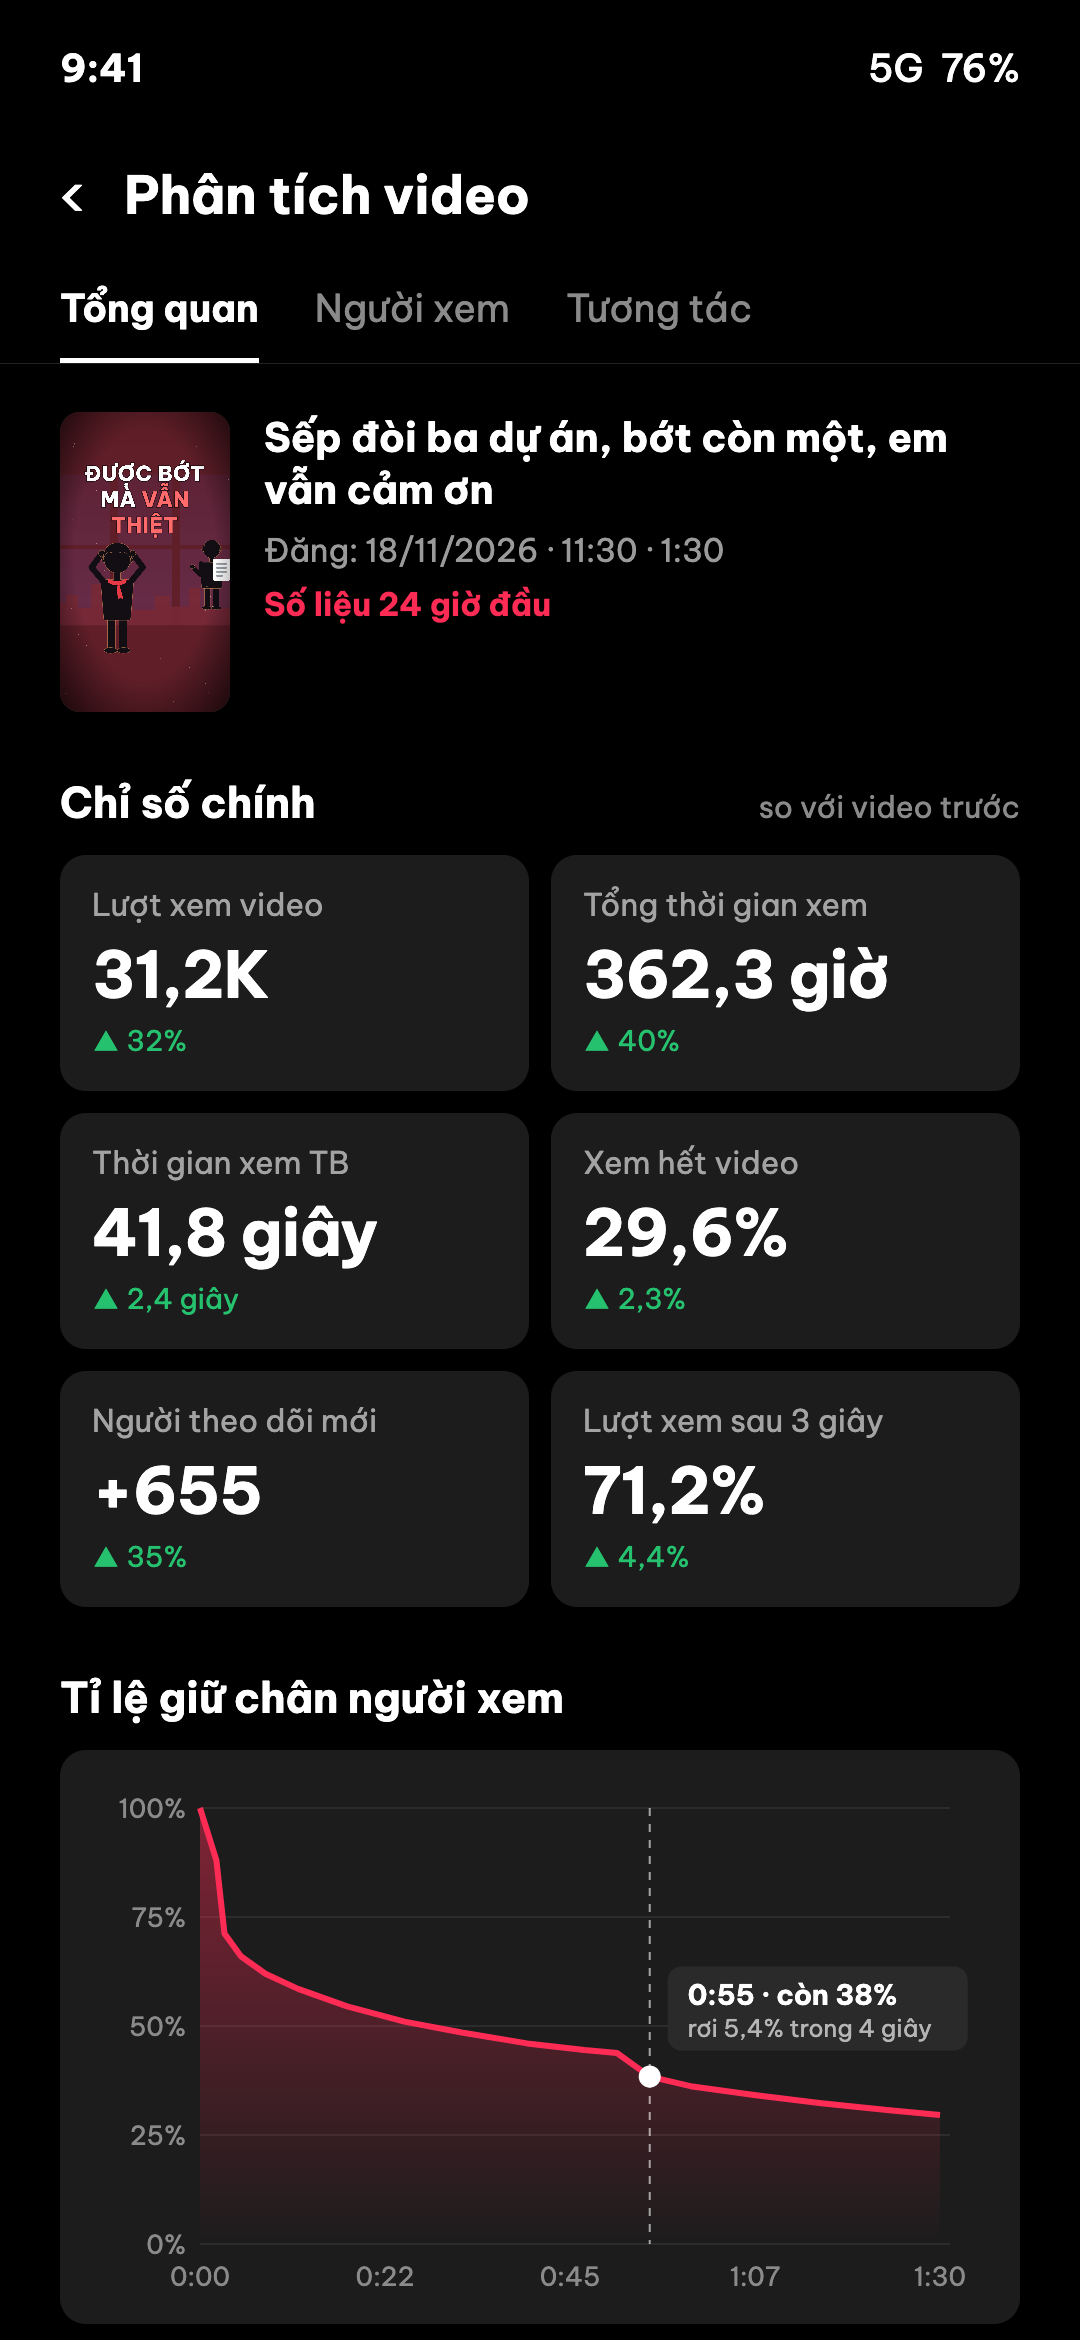 9:41
5G 76%
Phân tích video
Tổng quan
Người xem
Tương tác
ĐƯỢC BỚT
MÀ VẪN
THIỆT
Sếp đòi ba dự án, bớt còn một, em
vẫn cảm ơn
Đăng: 18/11/2026 · 11:30 · 1:30
Số liệu 24 giờ đầu
Chỉ số chính
so với video trước
Lượt xem video
31,2K
▲ 32%
Tổng thời gian xem
362,3 giờ
▲ 40%
Thời gian xem TB
41,8 giây
▲ 2,4 giây
Xem hết video
29,6%
▲ 2,3%
Người theo dõi mới
+655
▲ 35%
Lượt xem sau 3 giây
71,2%
▲ 4,4%
Tỉ lệ giữ chân người xem
100%
75%
50%
25%
0%
0:55 · còn 38%
rơi 5,4% trong 4 giây
0:00
0:22
0:45
1:07
1:30